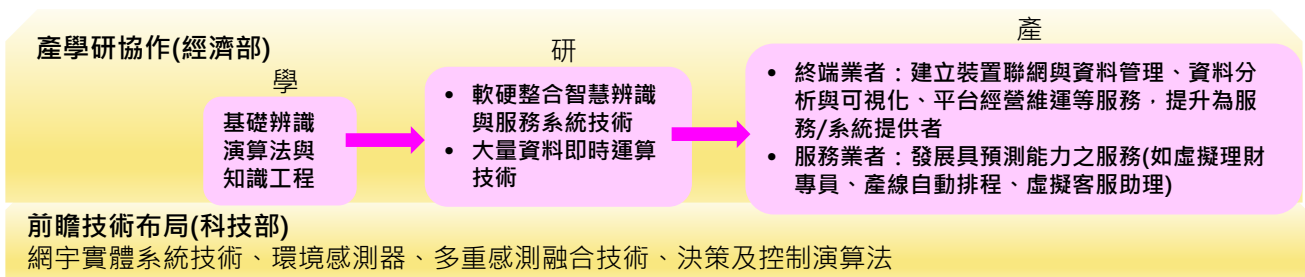 產學研協作(經濟部)
學
基礎辨識
演算法與
知識工程
研
• 軟硬整合智慧辨識
與服務系統技術
• 大量資料即時運算
技術
產
• 終端業者：建立裝置聯網與資料管理、資料分
析與可視化、平台經營維運等服務，提升為服
務/系統提供者
• 服務業者：發展具預測能力之服務(如虛擬理財
專員、產線自動排程、虛擬客服助理)
前瞻技術布局(科技部)
網宇實體系統技術、環境感測器、多重感測融合技術、決策及控制演算法